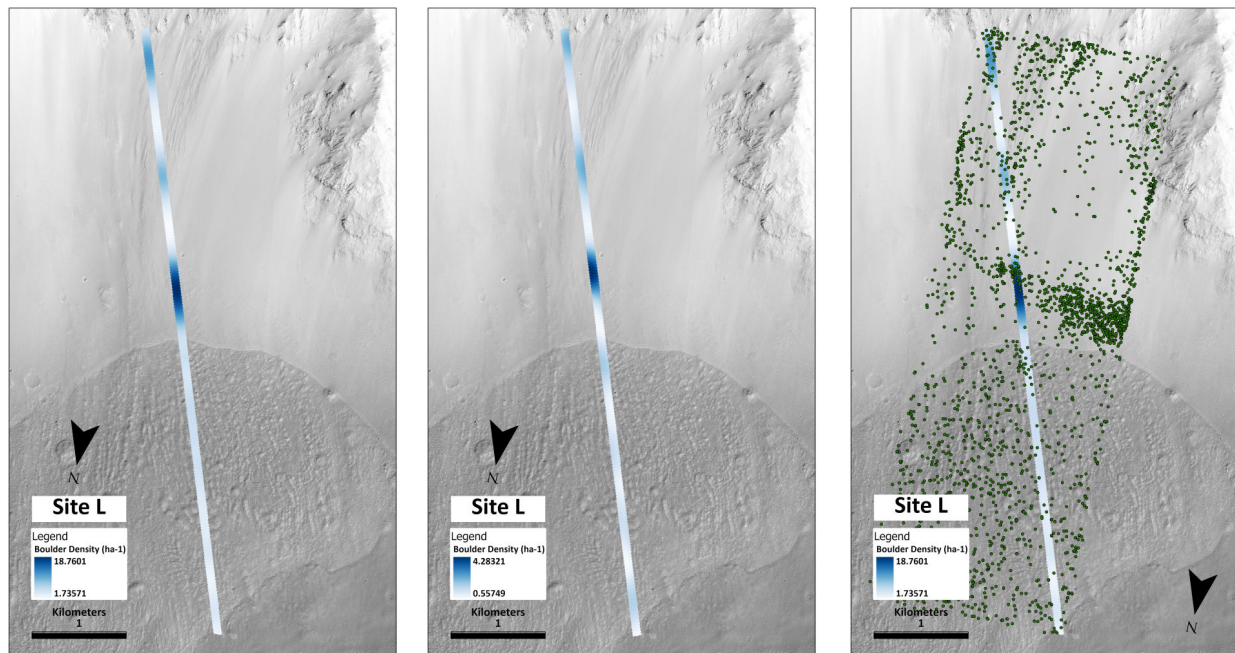 N
Site L
Legend
Boulder Density (ha-1)
18.7601
1.73571
Kilometers
1
N
Site L
Legend
Boulder Density (ha-1)
4.28321
0.55749
Kilometers
1
Site L
Legend
Boulder Density (ha-1)
18.7601
1.73571
Kilometers
1
N